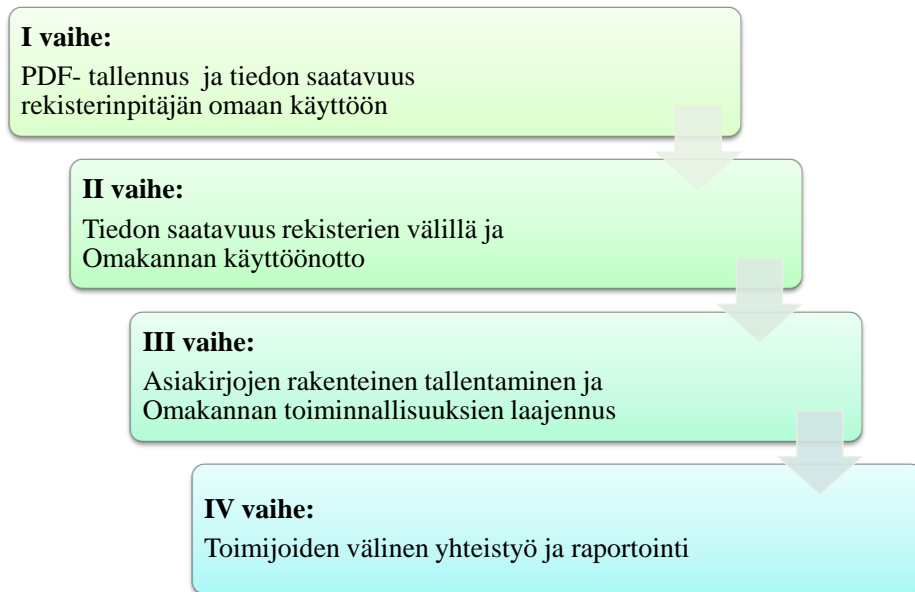 I vaihe:
PDF- tallennus ja tiedon saatavuus
rekisterinpitäjän omaan käyttöön
II vaihe:
Tiedon saatavuus rekisterien välillä ja
Omakannan käyttöönotto
III vaihe:
Asiakirjojen rakenteinen tallentaminen ja
Omakannan toiminnallisuuksien laajennus
IV vaihe:
Toimijoiden välinen yhteistyö ja raportointi